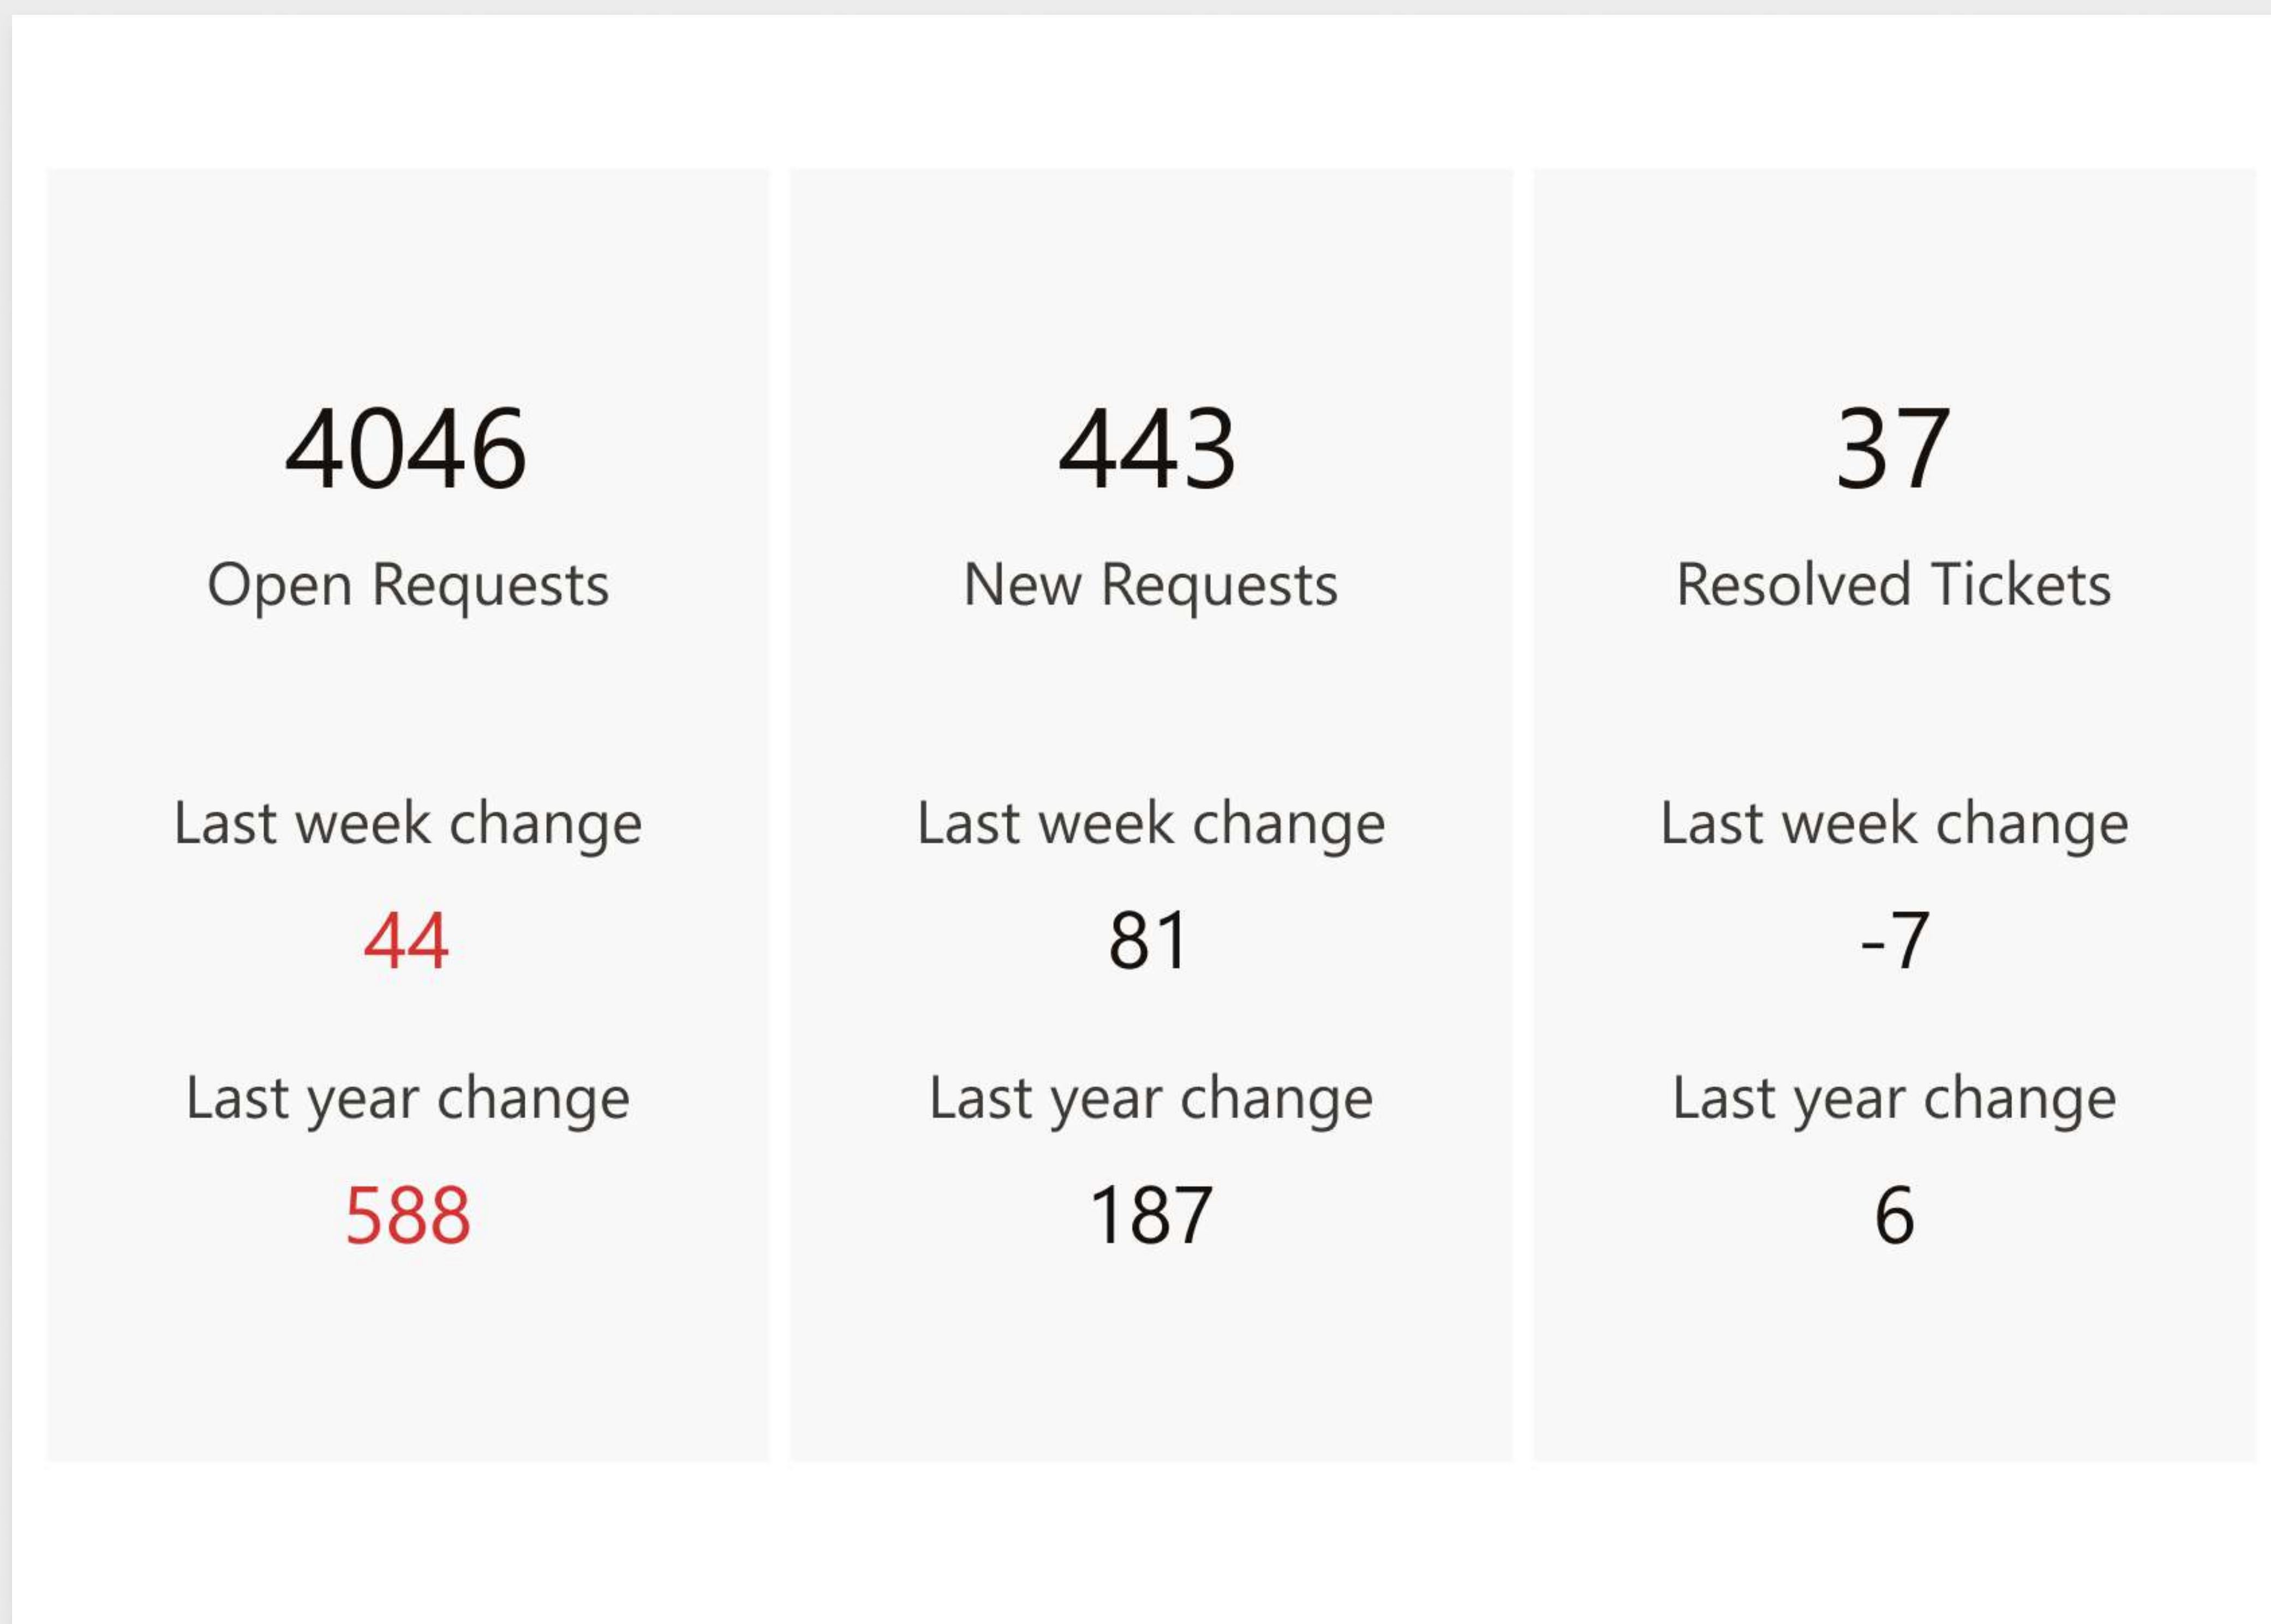 4046
Open Requests
Last week change
44
Last year change
588
443
New Requests
Last week change
81
Last year change
187
37
Resolved Tickets
Last week change
-7
Last year change
6